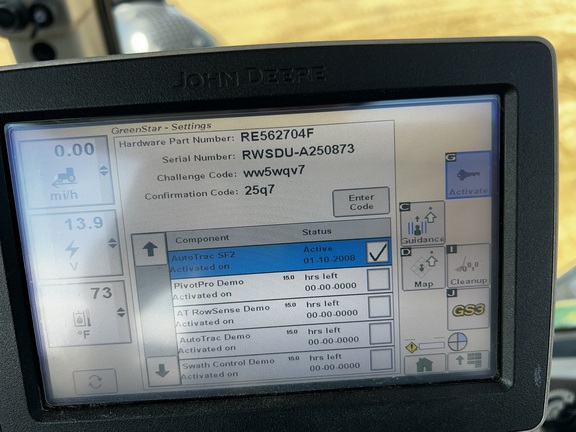 JOHN DEERE
GreenStar - Settings
Hardware Part Number: RE562704F
Serial Number: RWSDU-A250873
Challenge Code: ww5wqv7
Confirmation Code: 25q7
Enter Code
0.00
mi/h
13.9
V
73
°F
Component Status
AutoTrac SF2 Active
Activated on 01-10-2008
PivotPro Demo 15.0 hrs left
Activated on 00-00-0000
AT RowSense Demo 15.0 hrs left
Activated on 00-00-0000
AutoTrac Demo 15.0 hrs left
Activated on 00-00-0000
Swath Control Demo 15.0 hrs left
Activated on 00-00-0000
G
Activate
C
Guidance
D
Map
I
Cleanup
J
GS3